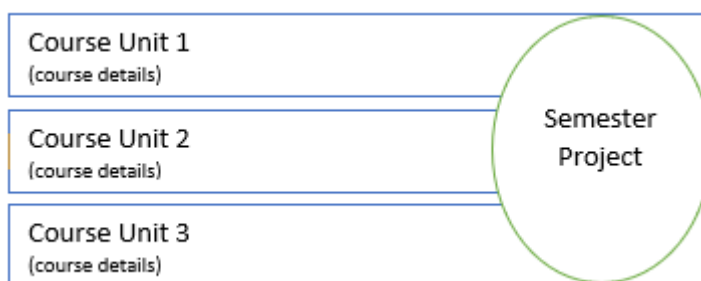 Course Unit 1
(course details)
Course Unit 2
(course details)
Course Unit 3
(course details)
Semester
Project